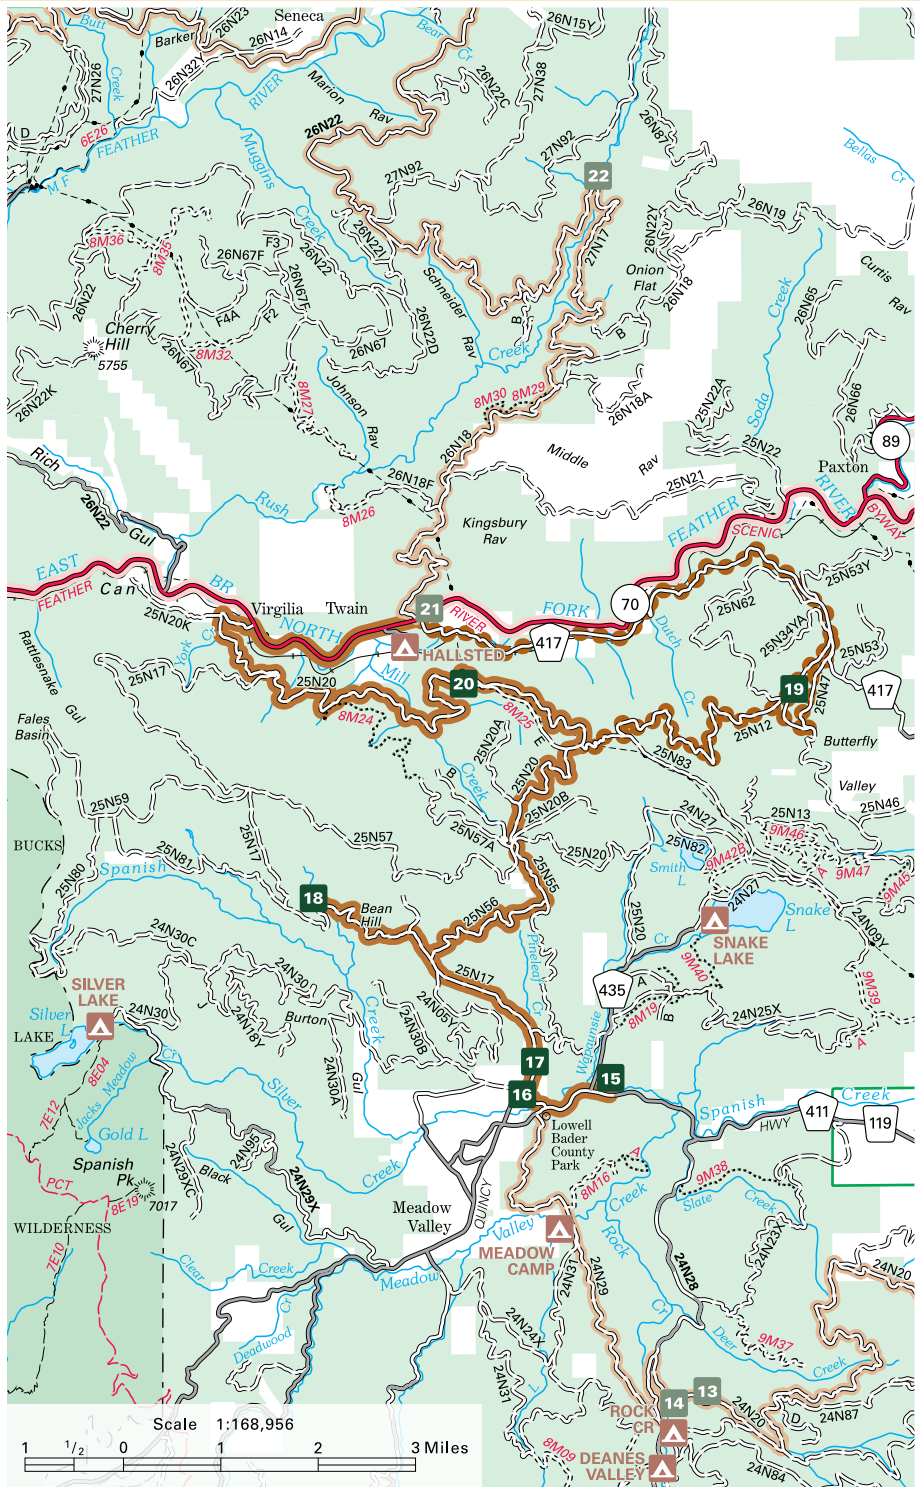 Seneca
26N23
26N14
26N15Y
Butt
Creek
27N26
Barker
26N32Y
RIVER
Marion
Rav
Bear
Cr
26N22C
27N38
26N8
D
6E26
FEATHER
M F
26N22
Muggins
Creek
27N92
27N92
22
Bellas
Cr
8M36
8M35
F3
26N67F
26N22
26N22I
26N67E
26N22
F4A
F2
Cherry
Hill
5755
26N67
8M32
26N22K
26N67
26N22D
8M27
Johnson
Rav
Schneider
Rav
Creek
B
27N17
26N22Y
26N19
Onion
Flat
26N18
B
Soda
Creek
26N65
Curtis
Rav
26N66
8M30
8M29
26N18A
25N22A
26N18
Middle
Rav
25N22
25N21
Paxton
89
RIVER
BYWAY
Rich
Gul
26N22
Rush
26N18F
8M26
Kingsbury
Rav
FEATHER
SCENIC
EAST
FEATHER
BR
Can
25N20K
Virgilia
Twain
NORTH
21
RIVER
FORK
70
417
HALLSTED
Dutch
Cr
25N62
25N53Y
25N34YA
25N53
417
19
25N47
25N12
25N83
Butterfly
Valley
Rattlesnake
Gul
York
Cr
25N17
25N20
Mill
20
8M24
8M25
E
25N20A
Creek
B
25N20
25N20B
25N57A
Fales
Basin
25N59
25N57
25N17
25N81
25N80
BUCKS
Spanish
25N20
25N55
24N27
25N82
Smith
L
9M42B
25N13
9M46
25N46
A
9M47
9M45
24N27
Snake
L
SNAKE
LAKE
24N09Y
9M39
18
Bean
Hill
25N56
25N17
25N20
Cr
Pineleaf
Cr
435
A
B
9M40
8M19
24N25X
A
24N30C
SILVER
LAKE
Silver
L
LAKE
24N30
J
24N18Y
24N30
Burton
Gul
24N30A
24N30B
24N05Y
Creek
Wapaunsie
17
16
15
8E04
Jacks
Meadow
Cr
7E12
Gold L
Silver
Creek
Spanish
Creek
HWY
411
119
Lowell
Bader
County
Park
A
8M16
Creek
9M38
Slate
Creek
Spanish
Pk
7017
PCT
8E19
WILDERNESS
7E10
24N95
24N29XC
Black
Gul
24N29X
Meadow
Valley
QUINCY
Valley
Meadow
MEADOW
CAMP
Clear
Creek
Deadwood
Cr
Rock
Cr
24N28
24N23X
24N20
24N31
24N29
24N24X
24N31
L
Deer
9M37
Creek
13
14
ROCK
CR
24N20
D
24N87
24N84
DEANES
VALLEY
8M09
Scale 1:168,956
1 1/2 0 1 2 3 Miles